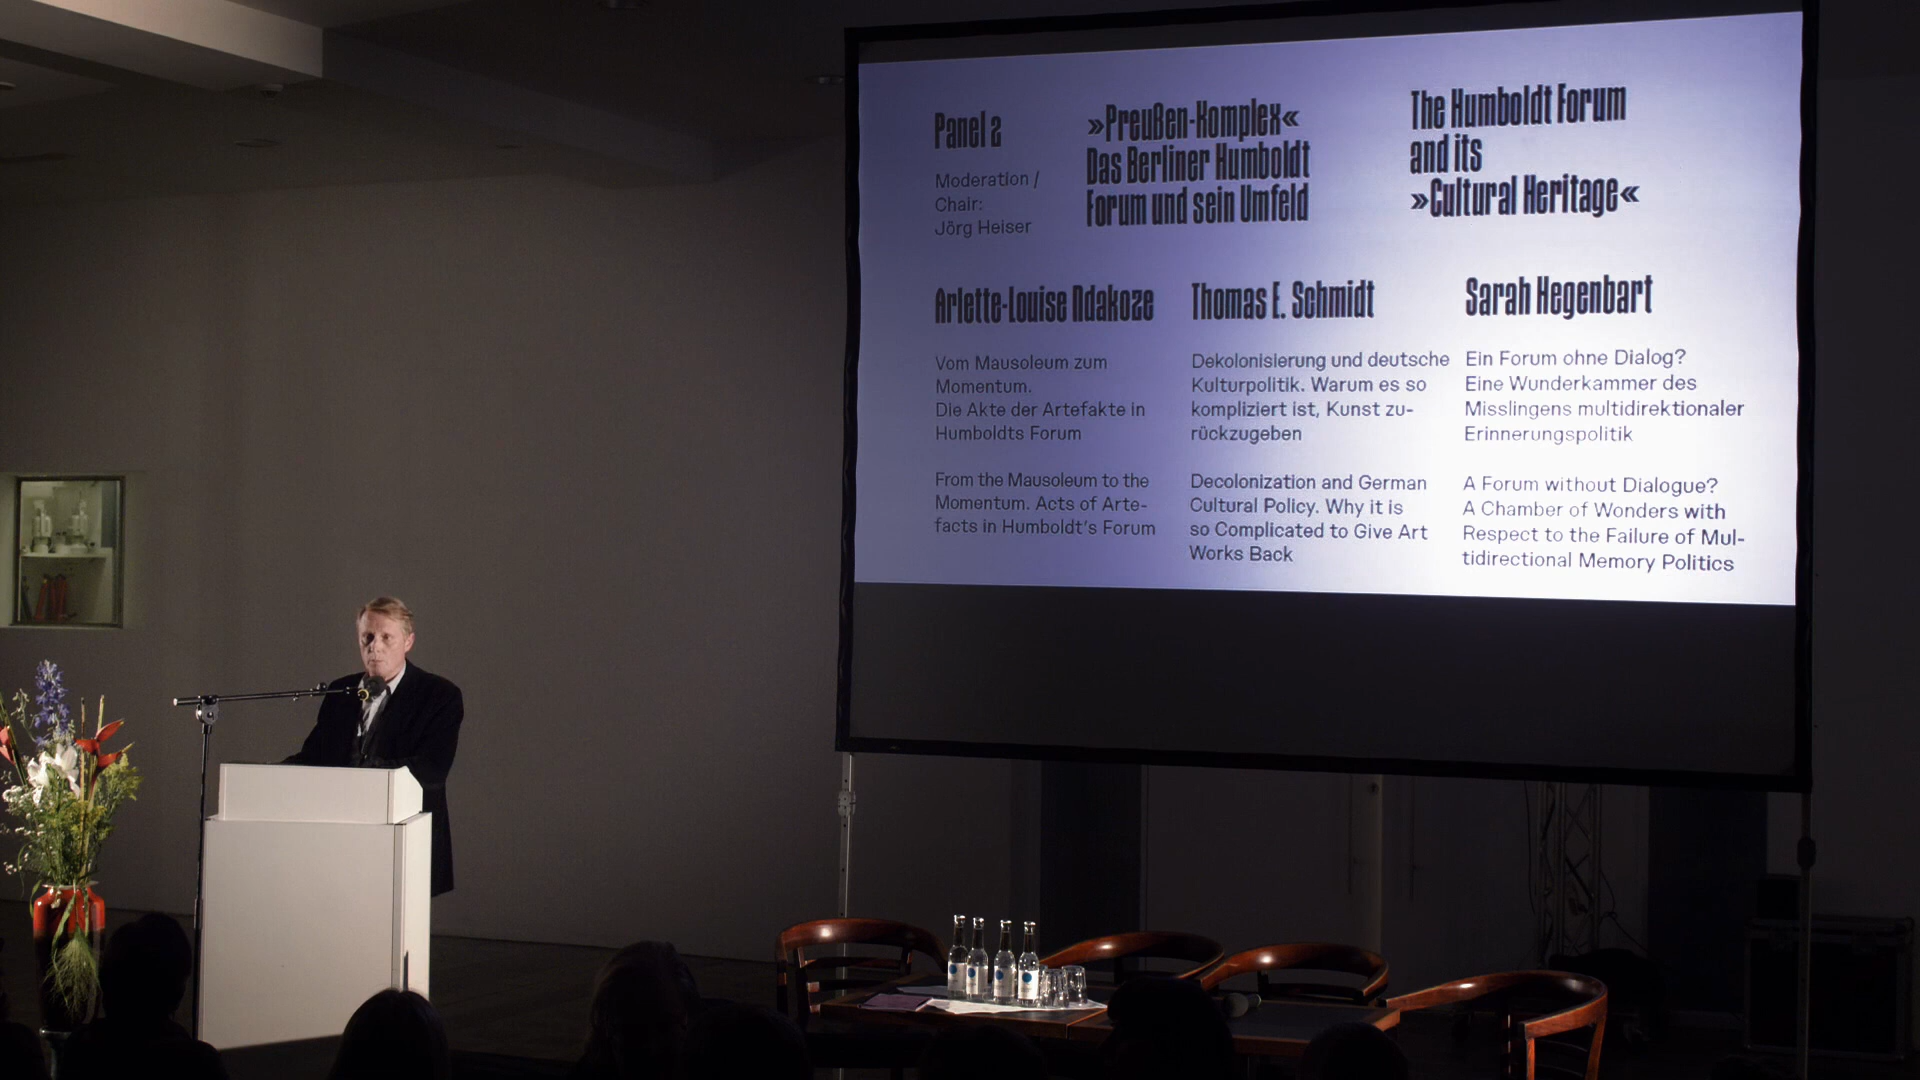 Panel 2
Moderation /
Chair:
Jörg Heiser
»Preußen-Komplex«
Das Berliner Humboldt
Forum und sein Umfeld
The Humboldt Forum
and its
»Cultural Heritage«
Arlette-Louise Ndakoze
Vom Mausoleum zum
Momentum.
Die Akte der Artefakte in
Humboldts Forum
From the Mausoleum to the
Momentum. Acts of Arte-
facts in Humboldt's Forum
Thomas E. Schmidt
Dekolonisierung und deutsche
Kulturpolitik. Warum es so
kompliziert ist, Kunst zu-
rückzugeben
Decolonization and German
Cultural Policy. Why it is
so Complicated to Give Art
Works Back
Sarah Hegenbart
Ein Forum ohne Dialog?
Eine Wunderkammer des
Misslingens multidirektionaler
Erinnerungspolitik
A Forum without Dialogue?
A Chamber of Wonders with
Respect to the Failure of Mul-
tidirectional Memory Politics